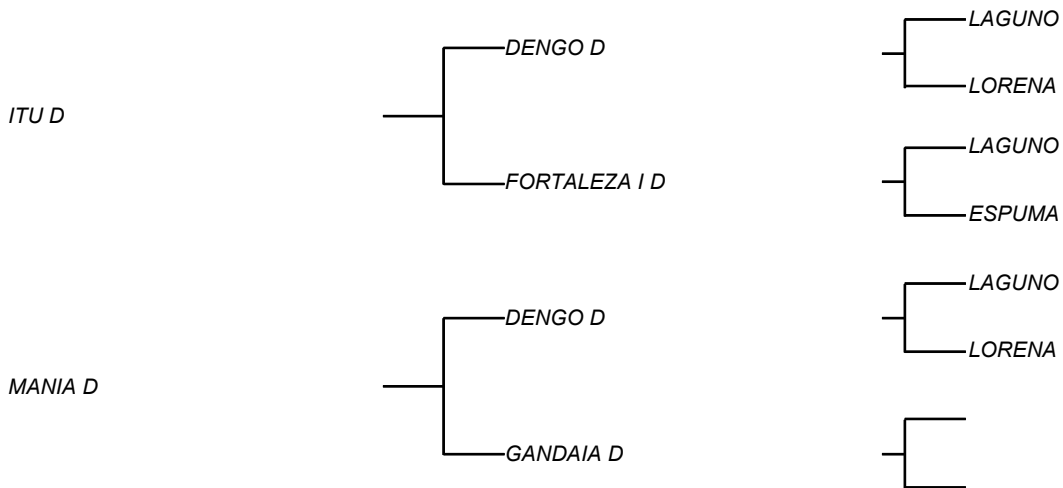 LAGUNO
DENGO D
LORENA
ITU D
LAGUNO
FORTALEZA I D
ESPUMA
LAGUNO
DENGO D
LORENA
MANIA D
GANDAIA D